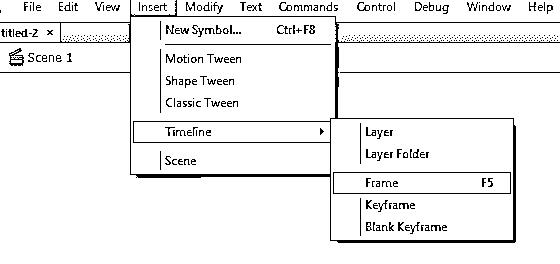 File Edit View Insert Modify Text Commands Control Debug Window Help
titled-2 ×
Scene 1
New Symbol... Ctrl+F8
Motion Tween
Shape Tween
Classic Tween
Timeline
Scene
Layer
Layer Folder
Frame F5
Keyframe
Blank Keyframe